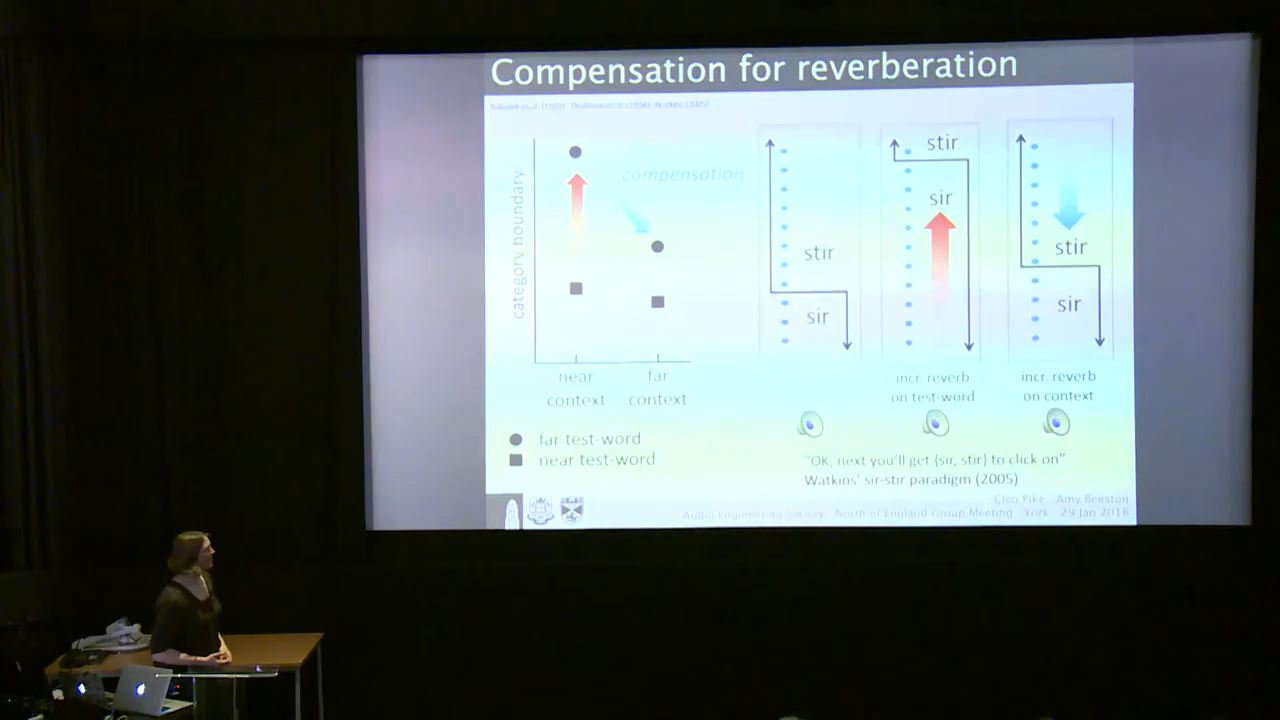 Compensation for reverberation
Watkins (2005)
category boundary
compensation
near
context
far
context
far test-word
near test-word
stir
sir
stir
sir
incr. reverb
on test-word
stir
sir
incr. reverb
on context
"OK, next you'll get {sir, stir} to click on"
Watkins' sir-stir paradigm (2005)
Cleo Pike Amy Beeston
Audio Engineering Society North of England Group Meeting York 29 Jan 2018